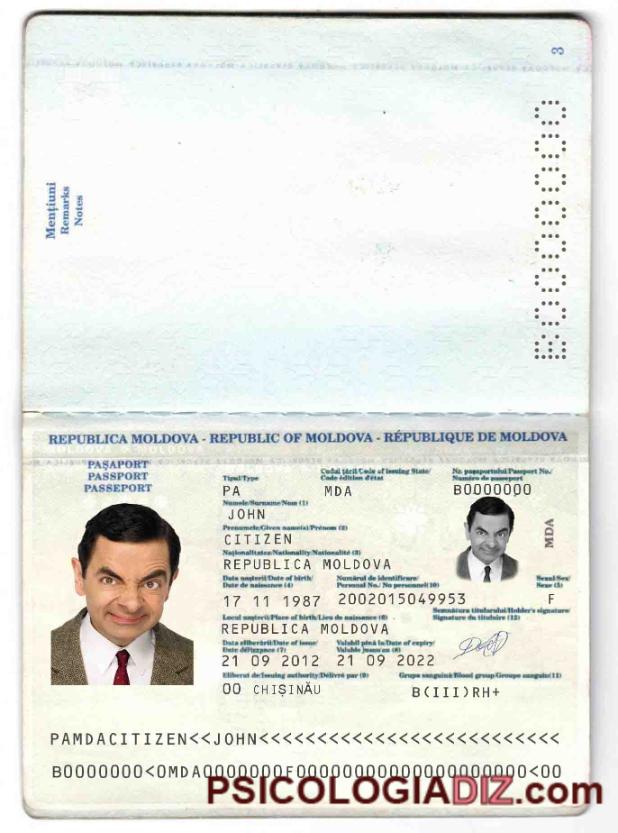 3
Mențiuni
Remarks
Notes
B0000000
REPUBLICA MOLDOVA - REPUBLIC OF MOLDOVA - RÉPUBLIQUE DE MOLDOVA
PAŞAPORT
PASSPORT
PASSEPORT
Tipul/Type
Codul țării/Code of issuing State/
Code édition d'état
No. pașaportului/Passport No./
Numéro de passeport
PA MDA B0000000
Numele/Surname/Nom (1)
JOHN
Prenumele/Given name(s)/Prénom (2)
CITIZEN
Naționalitatea/Nationality/Nationalité (3)
REPUBLICA MOLDOVA
MDA
Data nașterii/Date of birth/
Date de naissance (4)
Numărul de identificare/
Personal No./ No personnel(10)
Sexul/Sex/
Sexe (5)
17 11 1987 2002015049953 F
Locul nașterii/Place of birth/Lieu de naissance (6)
Semnătura titularului/Holder's signature/
Signature du titulaire (12)
REPUBLICA MOLDOVA
Data eliberării/Date of issue/
Date délivrance (7)
Valabil pînă la/Date of expiry/
Valable jusqu'au (8)
21 09 2012 21 09 2022
Eliberat de/Issuing authority/Délivré par (9)
Grupa sanguină/Blood group/Groupe sanguin(11)
00 CHIȘINĂU B(III)RH+
PAMDACITIZEN<<JOHN<<<<<<<<<<<<<<<<<<<<<<<<<<
B0000000<0MDA0000000F0000000000000000000<00
PSICOLOGIADIZ.com